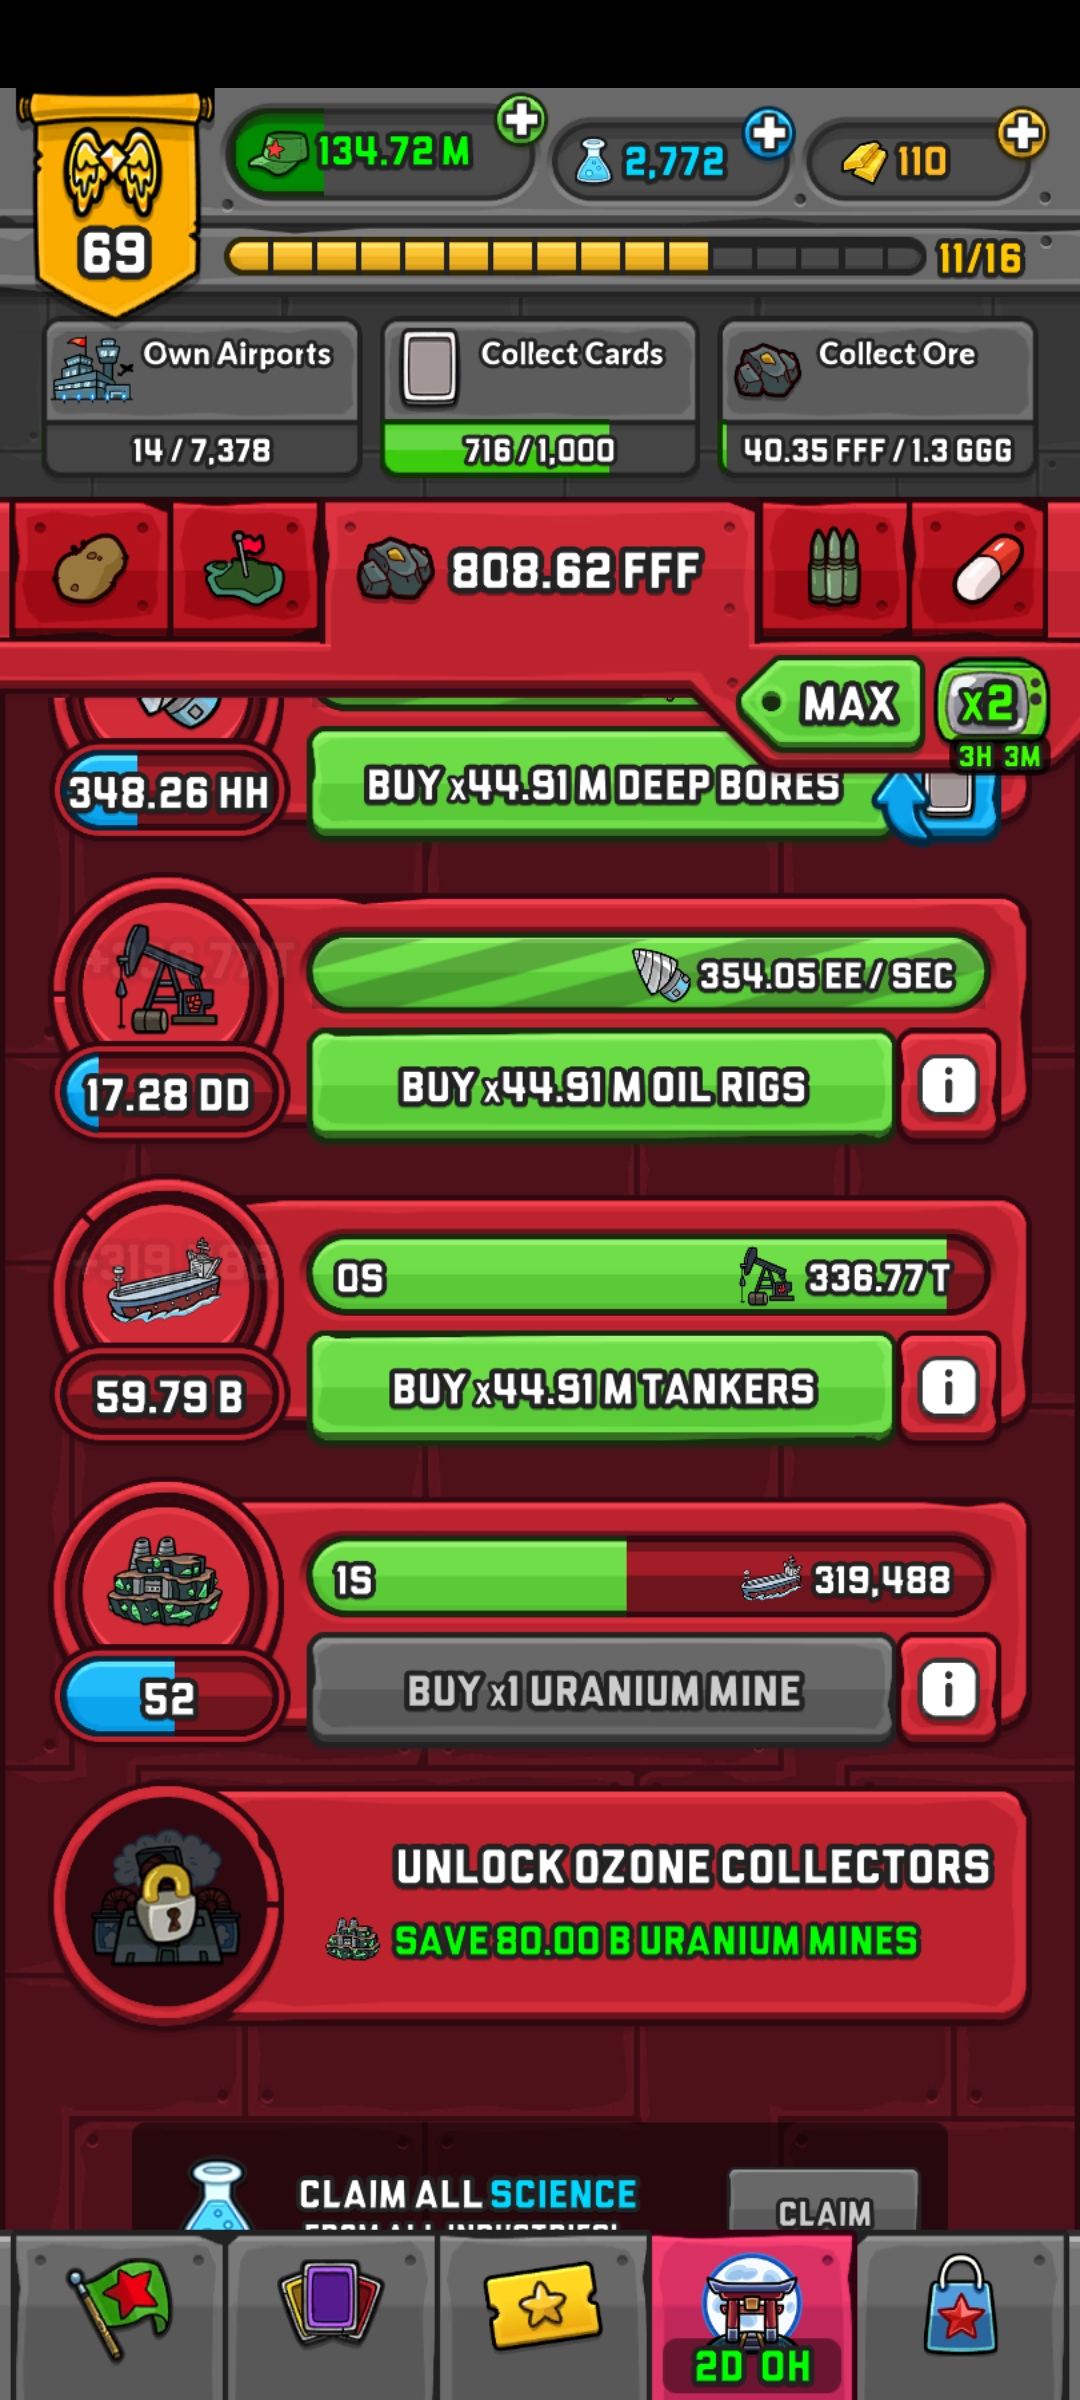 134.72 M
2,772
110
69
11/16
Own Airports
Collect Cards
Collect Ore
14 / 7,378
716 / 1,000
40.35 FFF / 1.3 GGG
808.62 FFF
MAX
x2
3H 3M
348.26 HH
BUY x44.91 M DEEP BORES
354.05 EE / SEC
17.28 DD
BUY x44.91 M OIL RIGS
i
0S
336.77 T
59.79 B
BUY x44.91 M TANKERS
i
1S
319,488
52
BUY x1 URANIUM MINE
i
UNLOCK OZONE COLLECTORS
SAVE 80.00 B URANIUM MINES
CLAIM ALL SCIENCE
FROM ALL INDUSTRIES!
CLAIM
2D 0H